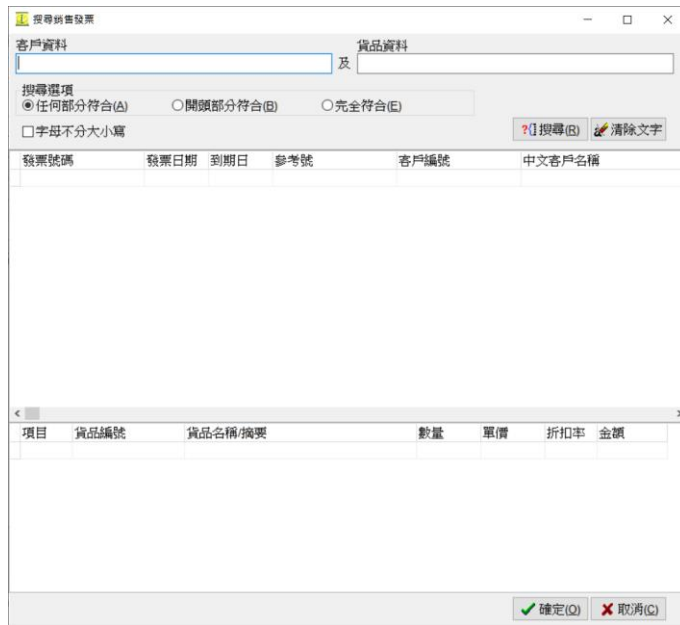 搜尋銷售發票
客戶資料 貨品資料
及
搜尋選項
任何部分符合(A) 開頭部分符合(B) 完全符合(E)
字母不分大小寫 ?{] 搜尋(R) 清除文字
發票號碼 發票日期 到期日 參考號 客戶編號 中文客戶名稱
項目 貨品編號 貨品名稱/摘要 數量 單價 折扣率 金額
確定(O) 取消(C)